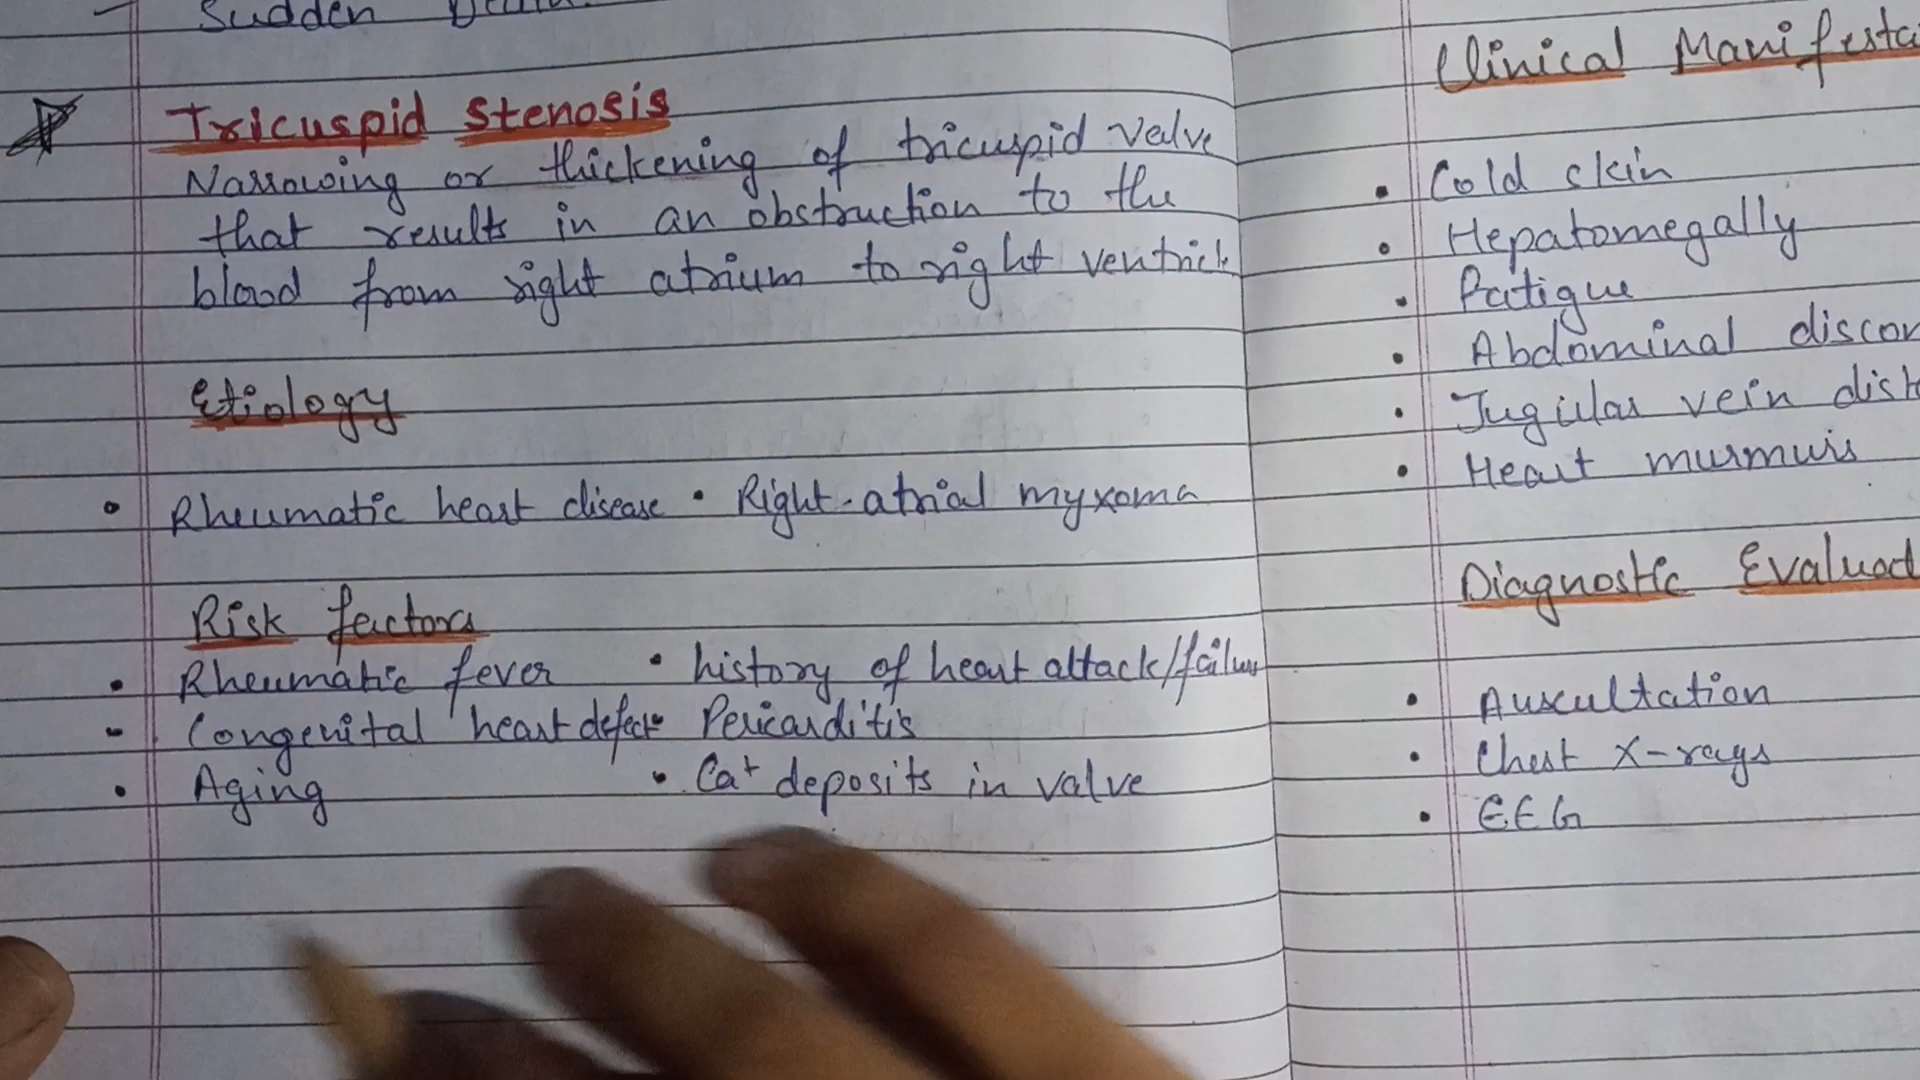 Sudden
Tricuspid Stenosis
Narrowing or thickening of tricuspid valve
that results in an obstruction to the
blood from right atrium to right ventricle
Etiology
• Rheumatic heart disease • Right-atrial myxoma
Risk factors
• Rheumatic fever • history of heart attack/failure
• Congenital heart defect • Pericarditis
• Aging • Ca+ deposits in valve
Clinical Manifesta
• Cold skin
• Hepatomegally
• Fatigue
• Abdominal discom
• Jugular vein dist
• Heart murmurs
Diagnostic Evaluat
• Auscultation
• Chest X-rays
• EEG